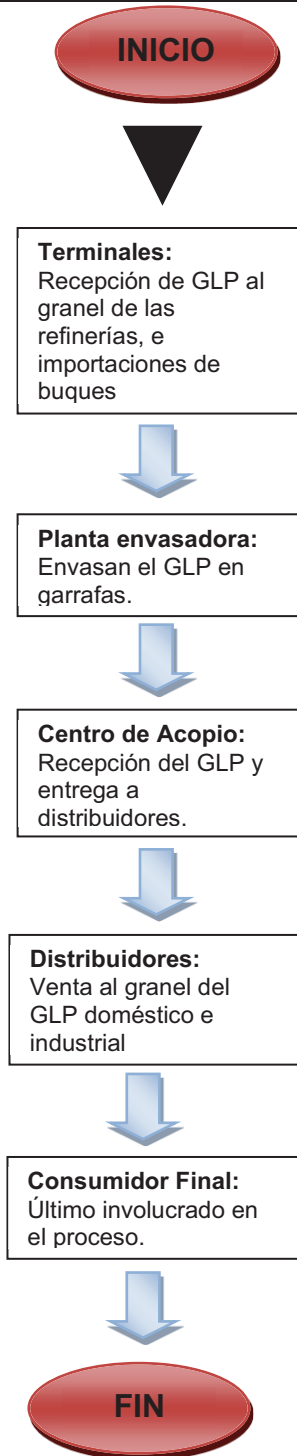 INICIO
Terminales:
Recepción de GLP al
granel de las
refinerías, e
importaciones de
buques
Planta envasadora:
Envasan el GLP en
garrafas.
Centro de Acopio:
Recepción del GLP y
entrega a
distribuidores.
Distribuidores:
Venta al granel del
GLP doméstico e
industrial
Consumidor Final:
Último involucrado en
el proceso.
FIN